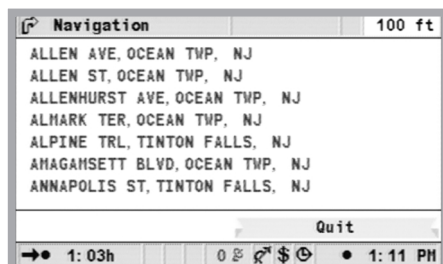 Navigation 100 ft
ALLEN AVE, OCEAN TWP, NJ
ALLEN ST, OCEAN TWP, NJ
ALLENHURST AVE, OCEAN TWP, NJ
ALMARK TER, OCEAN TWP, NJ
ALPINE TRL, TINTON FALLS, NJ
AMAGAMSETT BLVD, OCEAN TWP, NJ
ANNAPOLIS ST, TINTON FALLS, NJ
Quit
1:03h 0 $ 1:11 PM